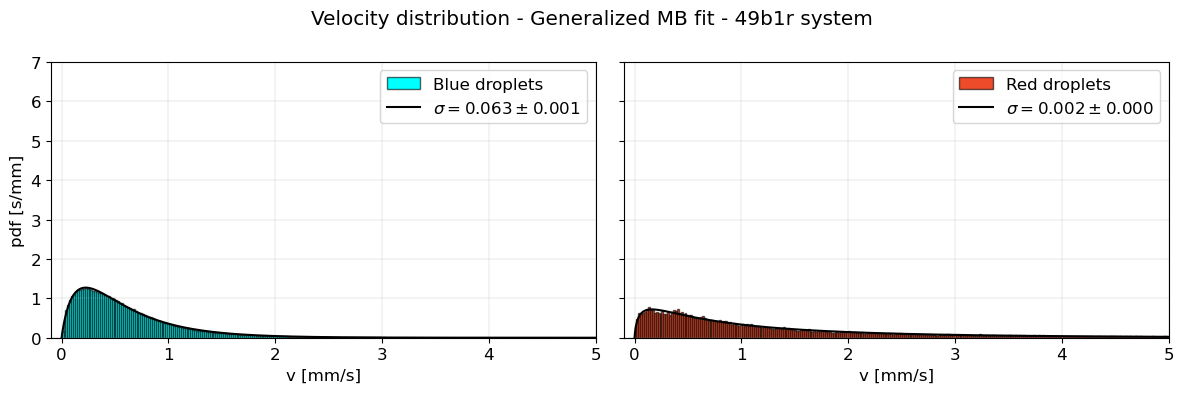 Velocity distribution - Generalized MB fit - 49b1r system
pdf [s/mm]
7
6
5
4
3
2
1
0
Blue droplets
σ = 0.063 ± 0.001
0 1 2 3 4 5
v [mm/s]
Red droplets
σ = 0.002 ± 0.000
0 1 2 3 4 5
v [mm/s]